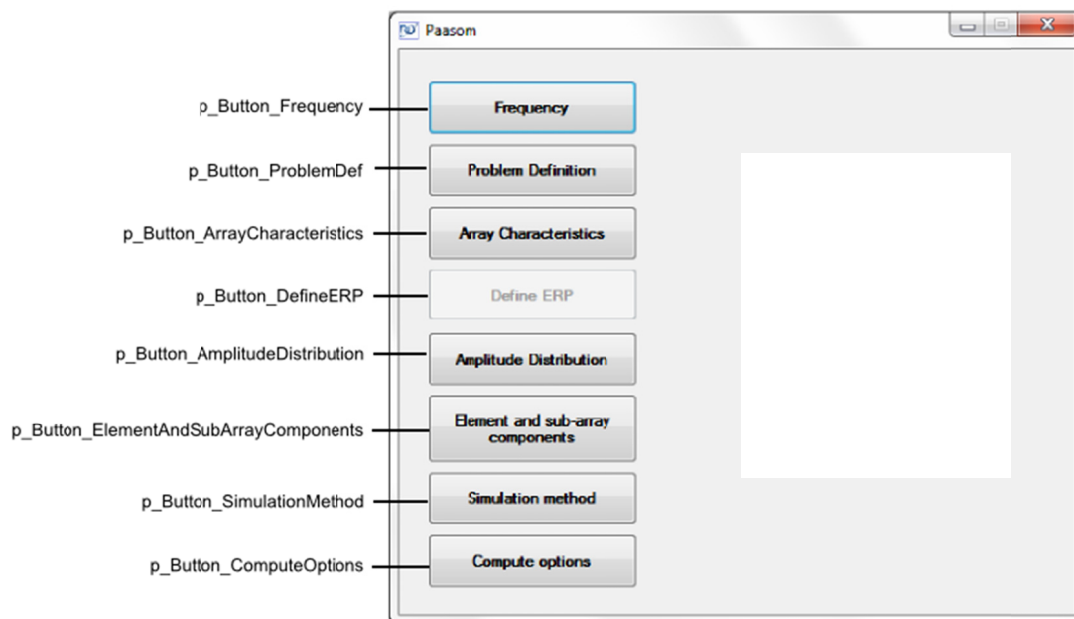 Paasom
p_Button_Frequency
Frequency
p_Button_ProblemDef
Problem Definition
p_Button_ArrayCharacteristics
Array Characteristics
p_Button_DefineERP
Define ERP
p_Button_AmplitudeDistribution
Amplitude Distribution
p_Button_ElementAndSubArrayComponents
Element and sub-array
components
p_Button_SimulationMethod
Simulation method
p_Button_ComputeOptions
Compute options